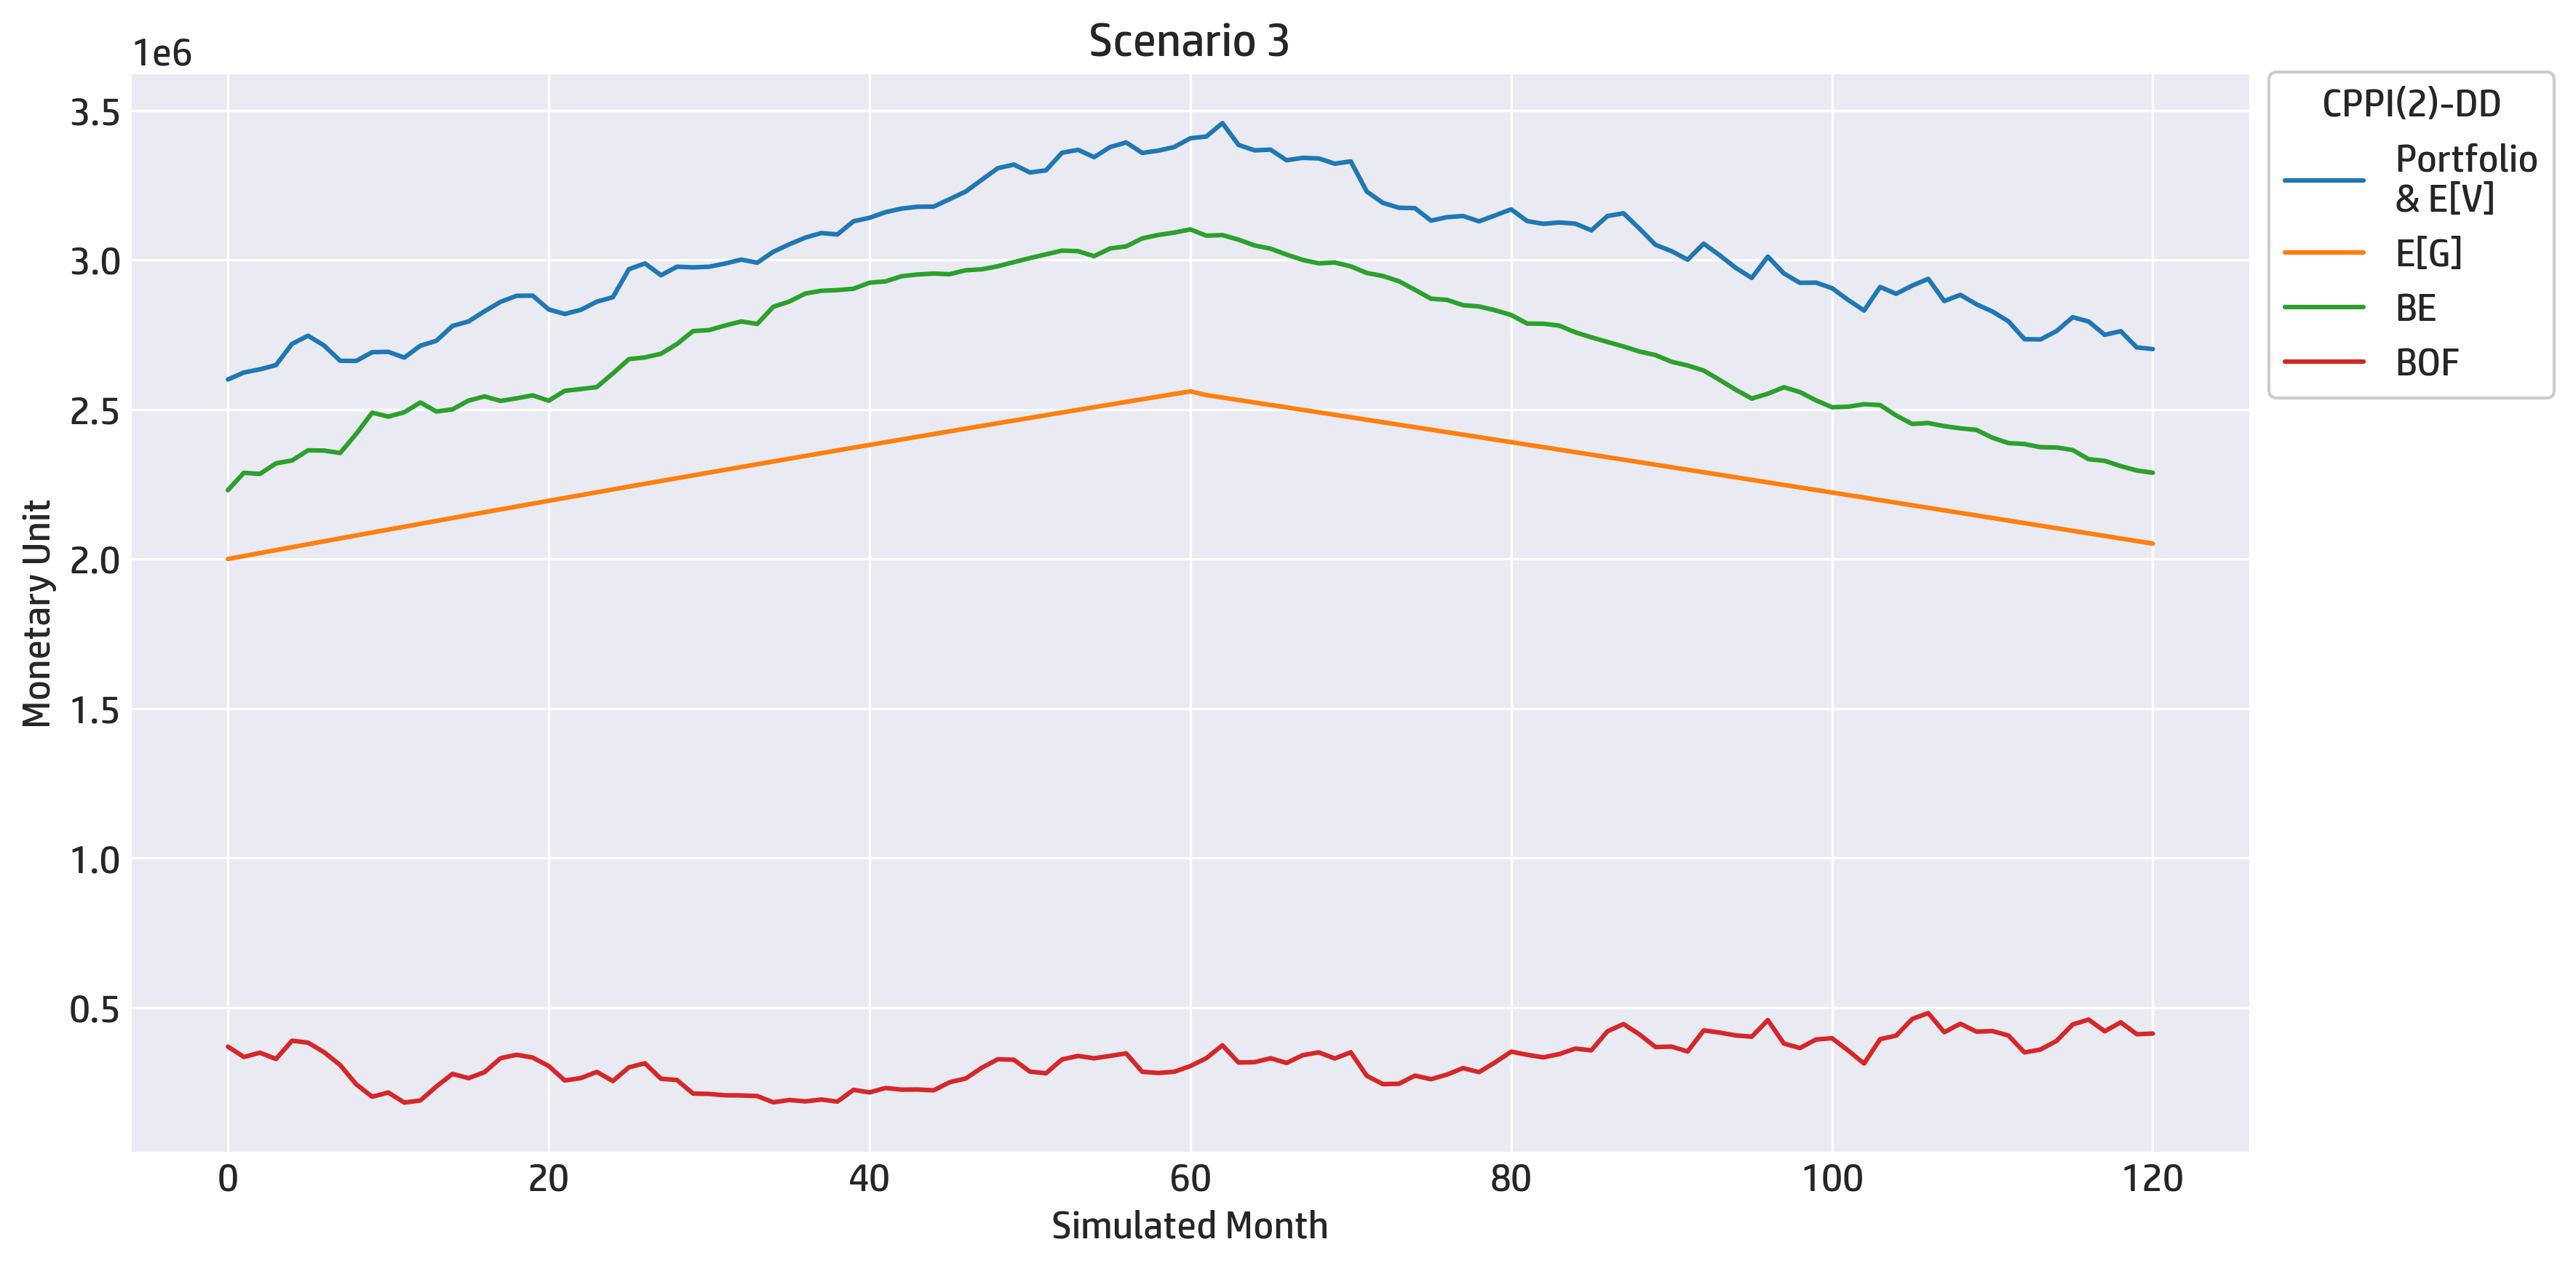 Scenario 3
1e6
3.5
3.0
2.5
2.0
1.5
1.0
0.5
Monetary Unit
0 20 40 60 80 100 120
Simulated Month
CPPI(2)-DD
Portfolio
& E[V]
E[G]
BE
BOF